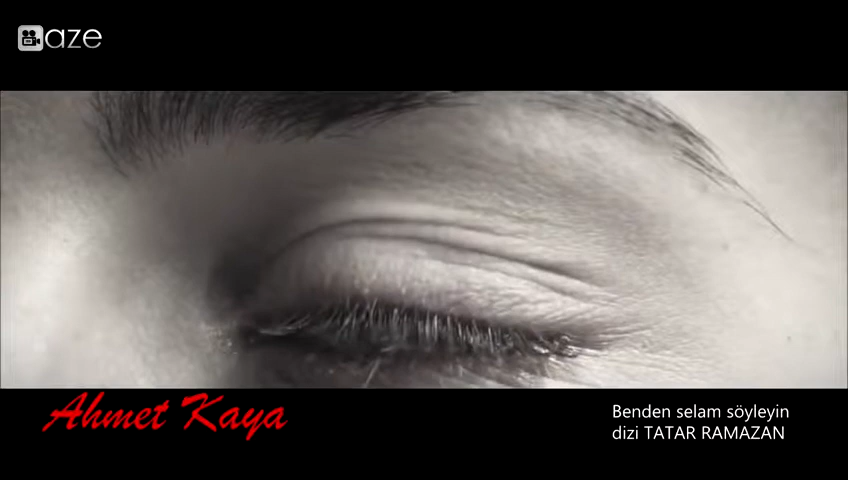 aze
Ahmet Kaya
Benden selam söyleyin
dizi TATAR RAMAZAN